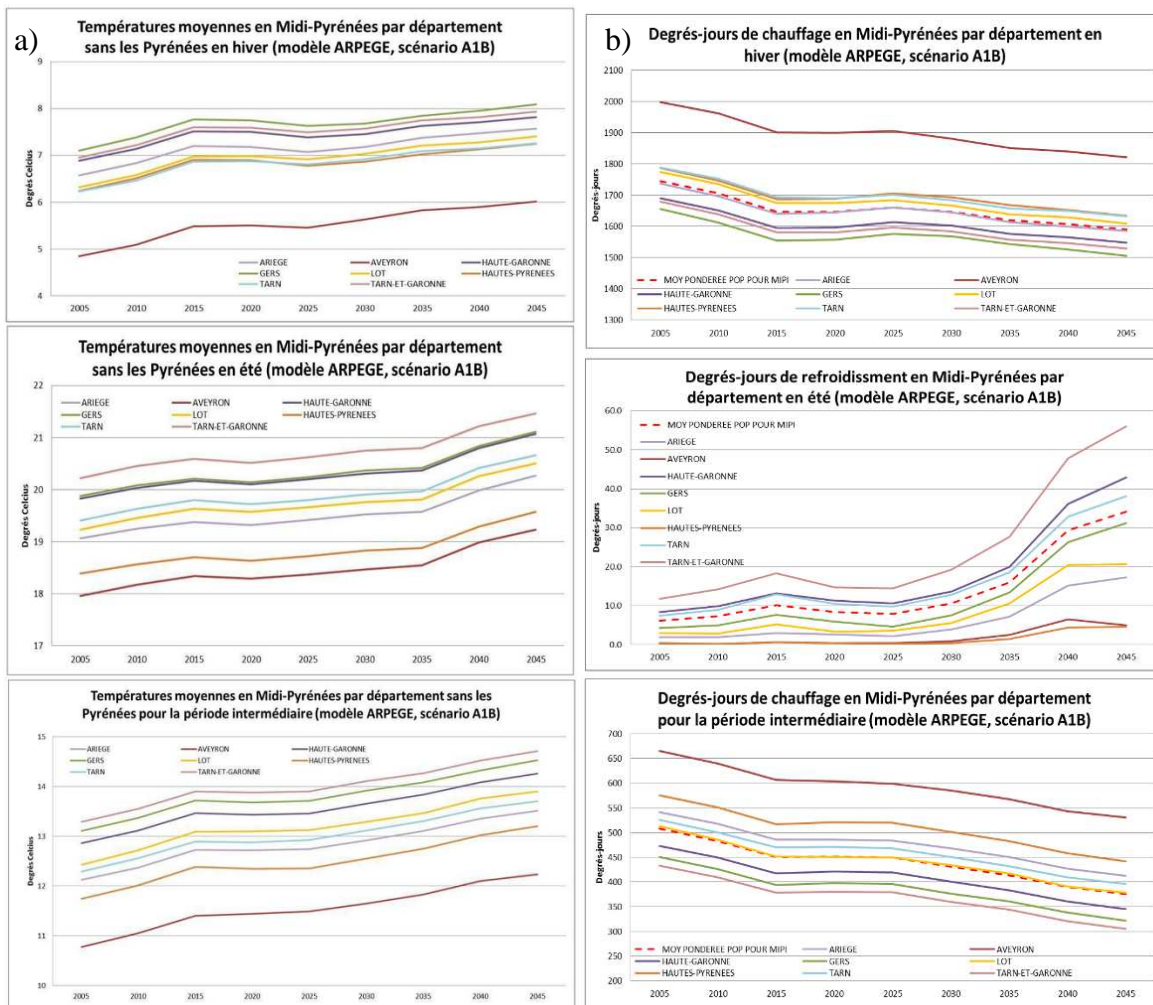 a)
Températures moyennes en Midi-Pyrénées par département
sans les Pyrénées en hiver (modèle ARPEGE, scénario A1B)
Degrés Celcius
9
8
7
6
5
4
ARIEGE AVEYRON HAUTE-GARONNE
GERS LOT HAUTES-PYRENEES
TARN TARN-ET-GARONNE
2005 2010 2015 2020 2025 2030 2035 2040 2045
Températures moyennes en Midi-Pyrénées par département
sans les Pyrénées en été (modèle ARPEGE, scénario A1B)
Degrés Celcius
22
21
20
19
18
17
ARIEGE AVEYRON HAUTE-GARONNE
GERS LOT HAUTES-PYRENEES
TARN TARN-ET-GARONNE
2005 2010 2015 2020 2025 2030 2035 2040 2045
Températures moyennes en Midi-Pyrénées par département sans les
Pyrénées pour la période intermédiaire (modèle ARPEGE, scénario A1B)
Degrés Celcius
15
14
13
12
11
10
ARIEGE AVEYRON HAUTE-GARONNE
GERS LOT HAUTES-PYRENEES
TARN TARN-ET-GARONNE
2005 2010 2015 2020 2025 2030 2035 2040 2045
b)
Degrés-jours de chauffage en Midi-Pyrénées par département en
hiver (modèle ARPEGE, scénario A1B)
Degrés-jours
2100
2000
1900
1800
1700
1600
1500
1400
1300
MOY PONDEREE POP POUR MIPI ARIEGE AVEYRON
HAUTE-GARONNE GERS LOT
HAUTES-PYRENEES TARN TARN-ET-GARONNE
2005 2010 2015 2020 2025 2030 2035 2040 2045
Degrés-jours de refroidissment en Midi-Pyrénées par
département en été (modèle ARPEGE, scénario A1B)
Degrés-jours
60.0
50.0
40.0
30.0
20.0
10.0
0.0
MOY PONDEREE POP POUR MIPI
ARIEGE
AVEYRON
HAUTE-GARONNE
GERS
LOT
HAUTES-PYRENEES
TARN
TARN-ET-GARONNE
2005 2010 2015 2020 2025 2030 2035 2040 2045
Degrés-jours de chauffage en Midi-Pyrénées par département
pour la période intermédiaire (modèle ARPEGE, scénario A1B)
Degrés-jours
700
650
600
550
500
450
400
350
300
250
200
MOY PONDEREE POP POUR MIPI ARIEGE AVEYRON
HAUTE-GARONNE GERS LOT
HAUTES-PYRENEES TARN TARN-ET-GARONNE
2005 2010 2015 2020 2025 2030 2035 2040 2045